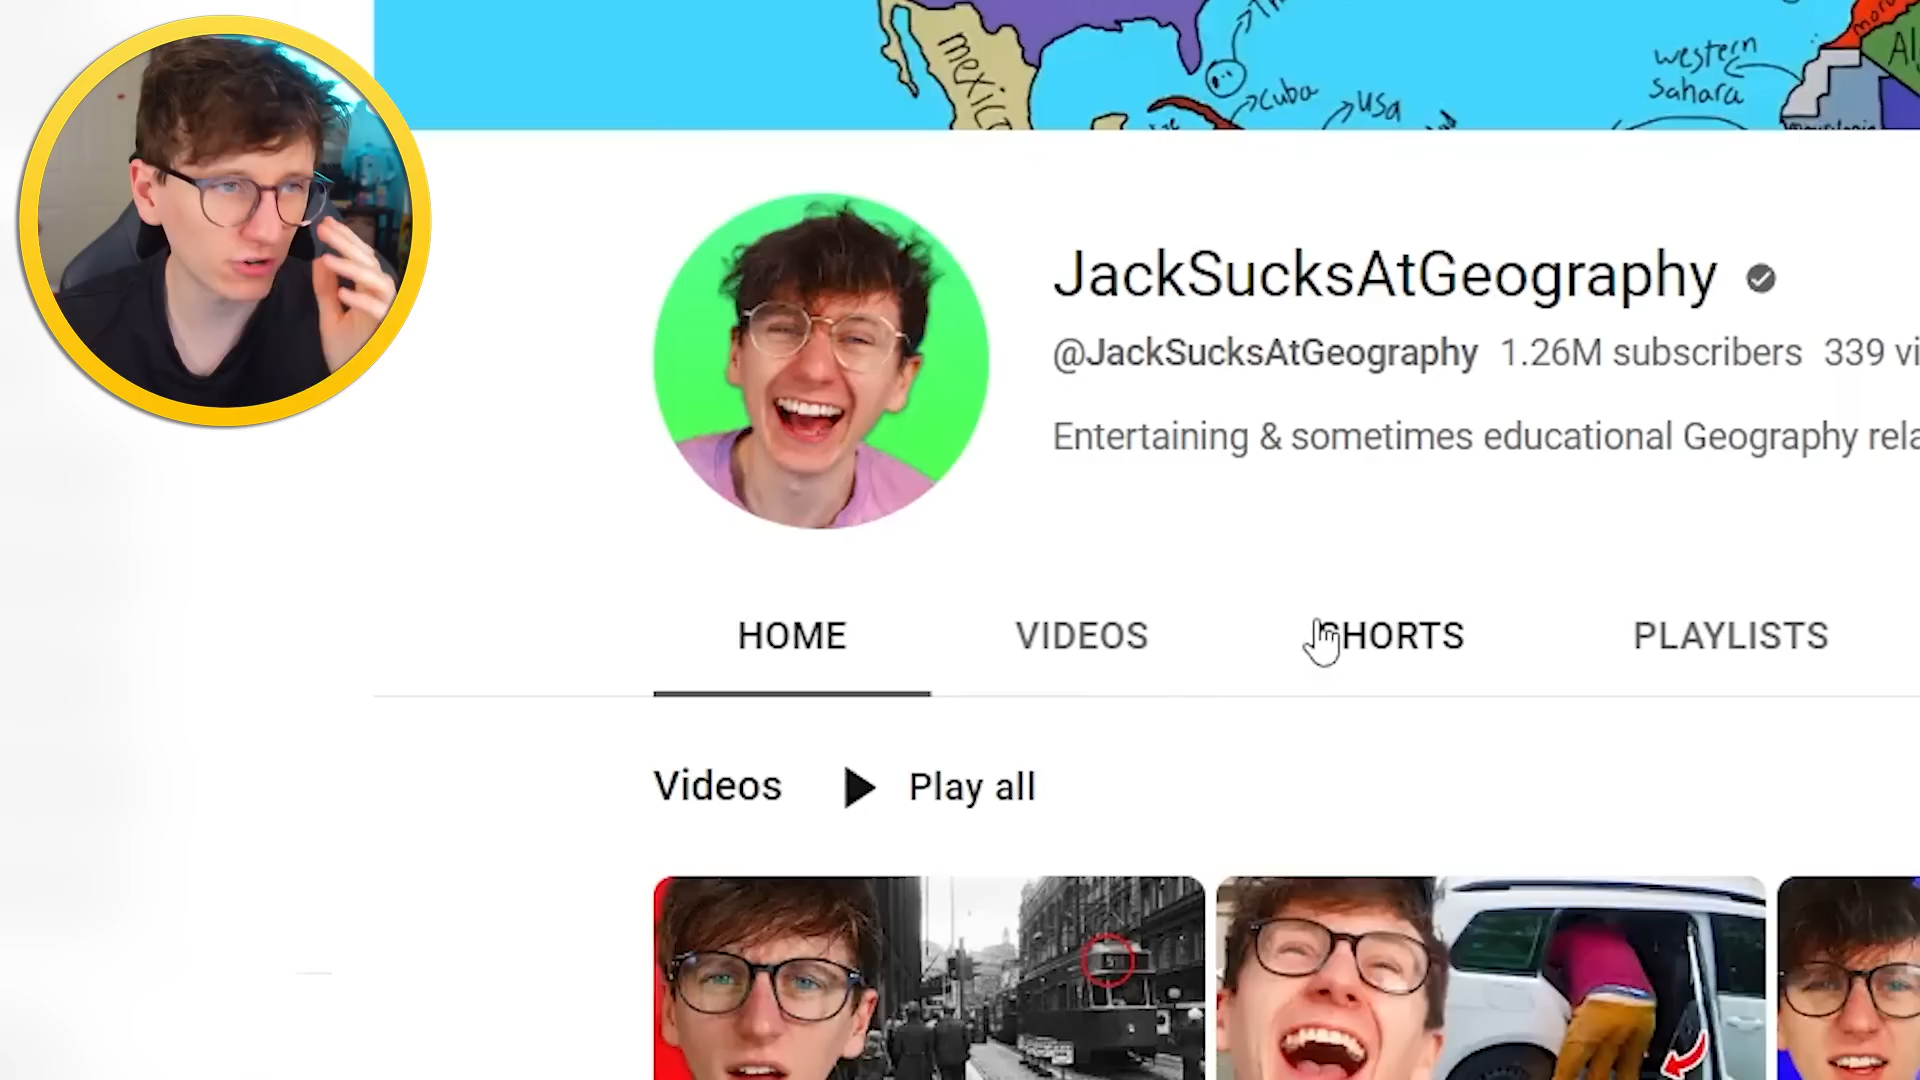 mexico
Cuba
USA
western
sahara
JackSucksAtGeography
@JackSucksAtGeography 1.26M subscribers 339 vi
Entertaining & sometimes educational Geography rela
HOME VIDEOS SHORTS PLAYLISTS
Videos Play all